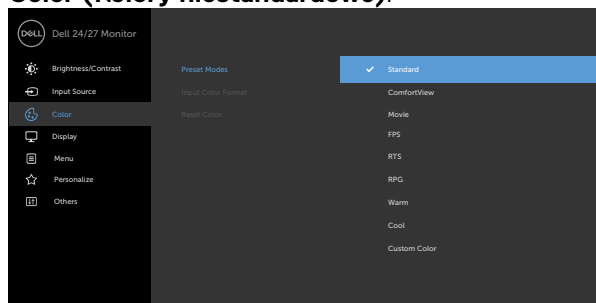 Color (Kolory niestandardowe).
DELL Dell 24/27 Monitor
Brightness/Contrast Preset Modes Standard
Input Source Input Color Format ComfortView
Color Reset Color Movie
Display FPS
Menu RTS
Personalize RPG
Others Warm
Cool
Custom Color